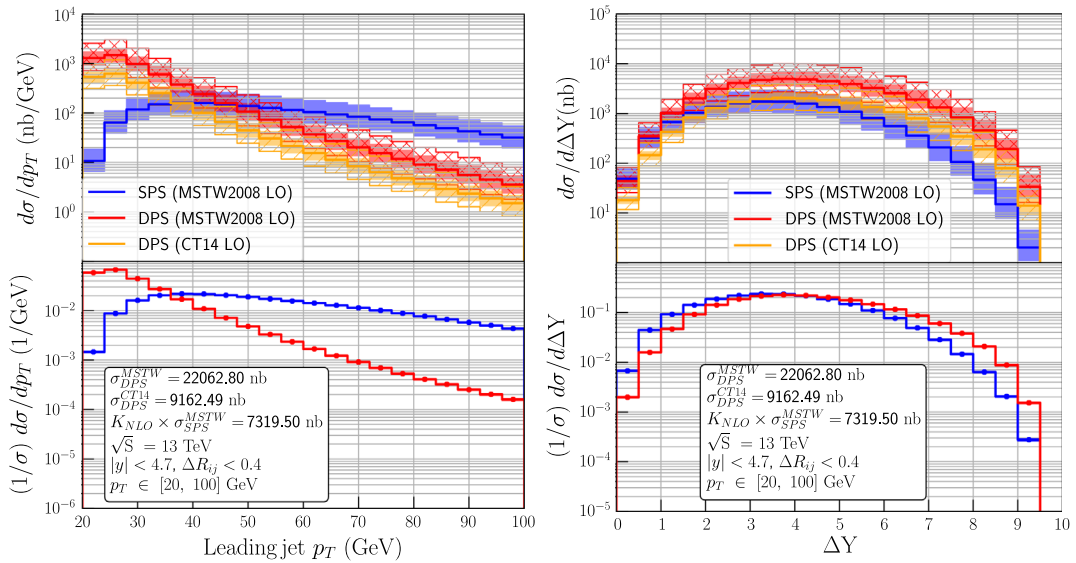 10^4
10^3
10^2
10^1
10^0
dσ/dp_T (nb/GeV)
SPS (MSTW2008 LO)
DPS (MSTW2008 LO)
DPS (CT14 LO)
10^−2
10^−3
10^−4
10^−5
10^−6
(1/σ) dσ/dp_T (1/GeV)
σ_DPS^MSTW = 22062.80 nb
σ_DPS^CT14 = 9162.49 nb
K_NLO × σ_SPS^MSTW = 7319.50 nb
√S = 13 TeV
|y| < 4.7, ΔR_ij < 0.4
p_T ∈ [20, 100] GeV
20 30 40 50 60 70 80 90 100
Leading jet p_T (GeV)
10^5
10^4
10^3
10^2
10^1
dσ/dΔY (nb)
SPS (MSTW2008 LO)
DPS (MSTW2008 LO)
DPS (CT14 LO)
10^−1
10^−2
10^−3
10^−4
10^−5
(1/σ) dσ/dΔY
σ_DPS^MSTW = 22062.80 nb
σ_DPS^CT14 = 9162.49 nb
K_NLO × σ_SPS^MSTW = 7319.50 nb
√S = 13 TeV
|y| < 4.7, ΔR_ij < 0.4
p_T ∈ [20, 100] GeV
0 1 2 3 4 5 6 7 8 9 10
ΔY